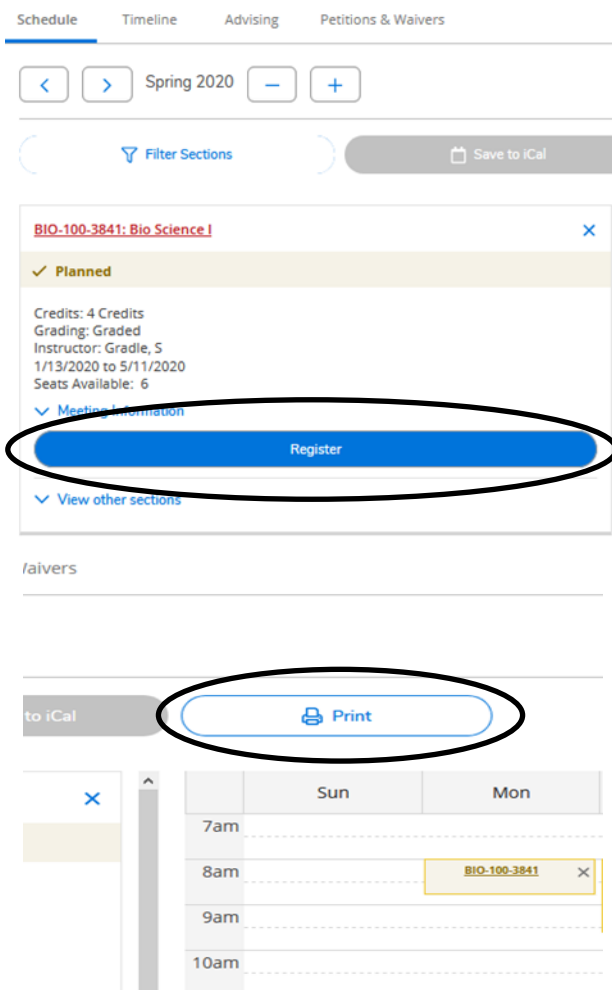 Schedule Timeline Advising Petitions & Waivers
Spring 2020
Filter Sections Save to iCal
BIO-100-3841: Bio Science I
Planned
Credits: 4 Credits
Grading: Graded
Instructor: Gradle, S
1/13/2020 to 5/11/2020
Seats Available: 6
Meeting Information
Register
View other sections
Vaivers
to iCal Print
Sun Mon
7am
8am BIO-100-3841
9am
10am